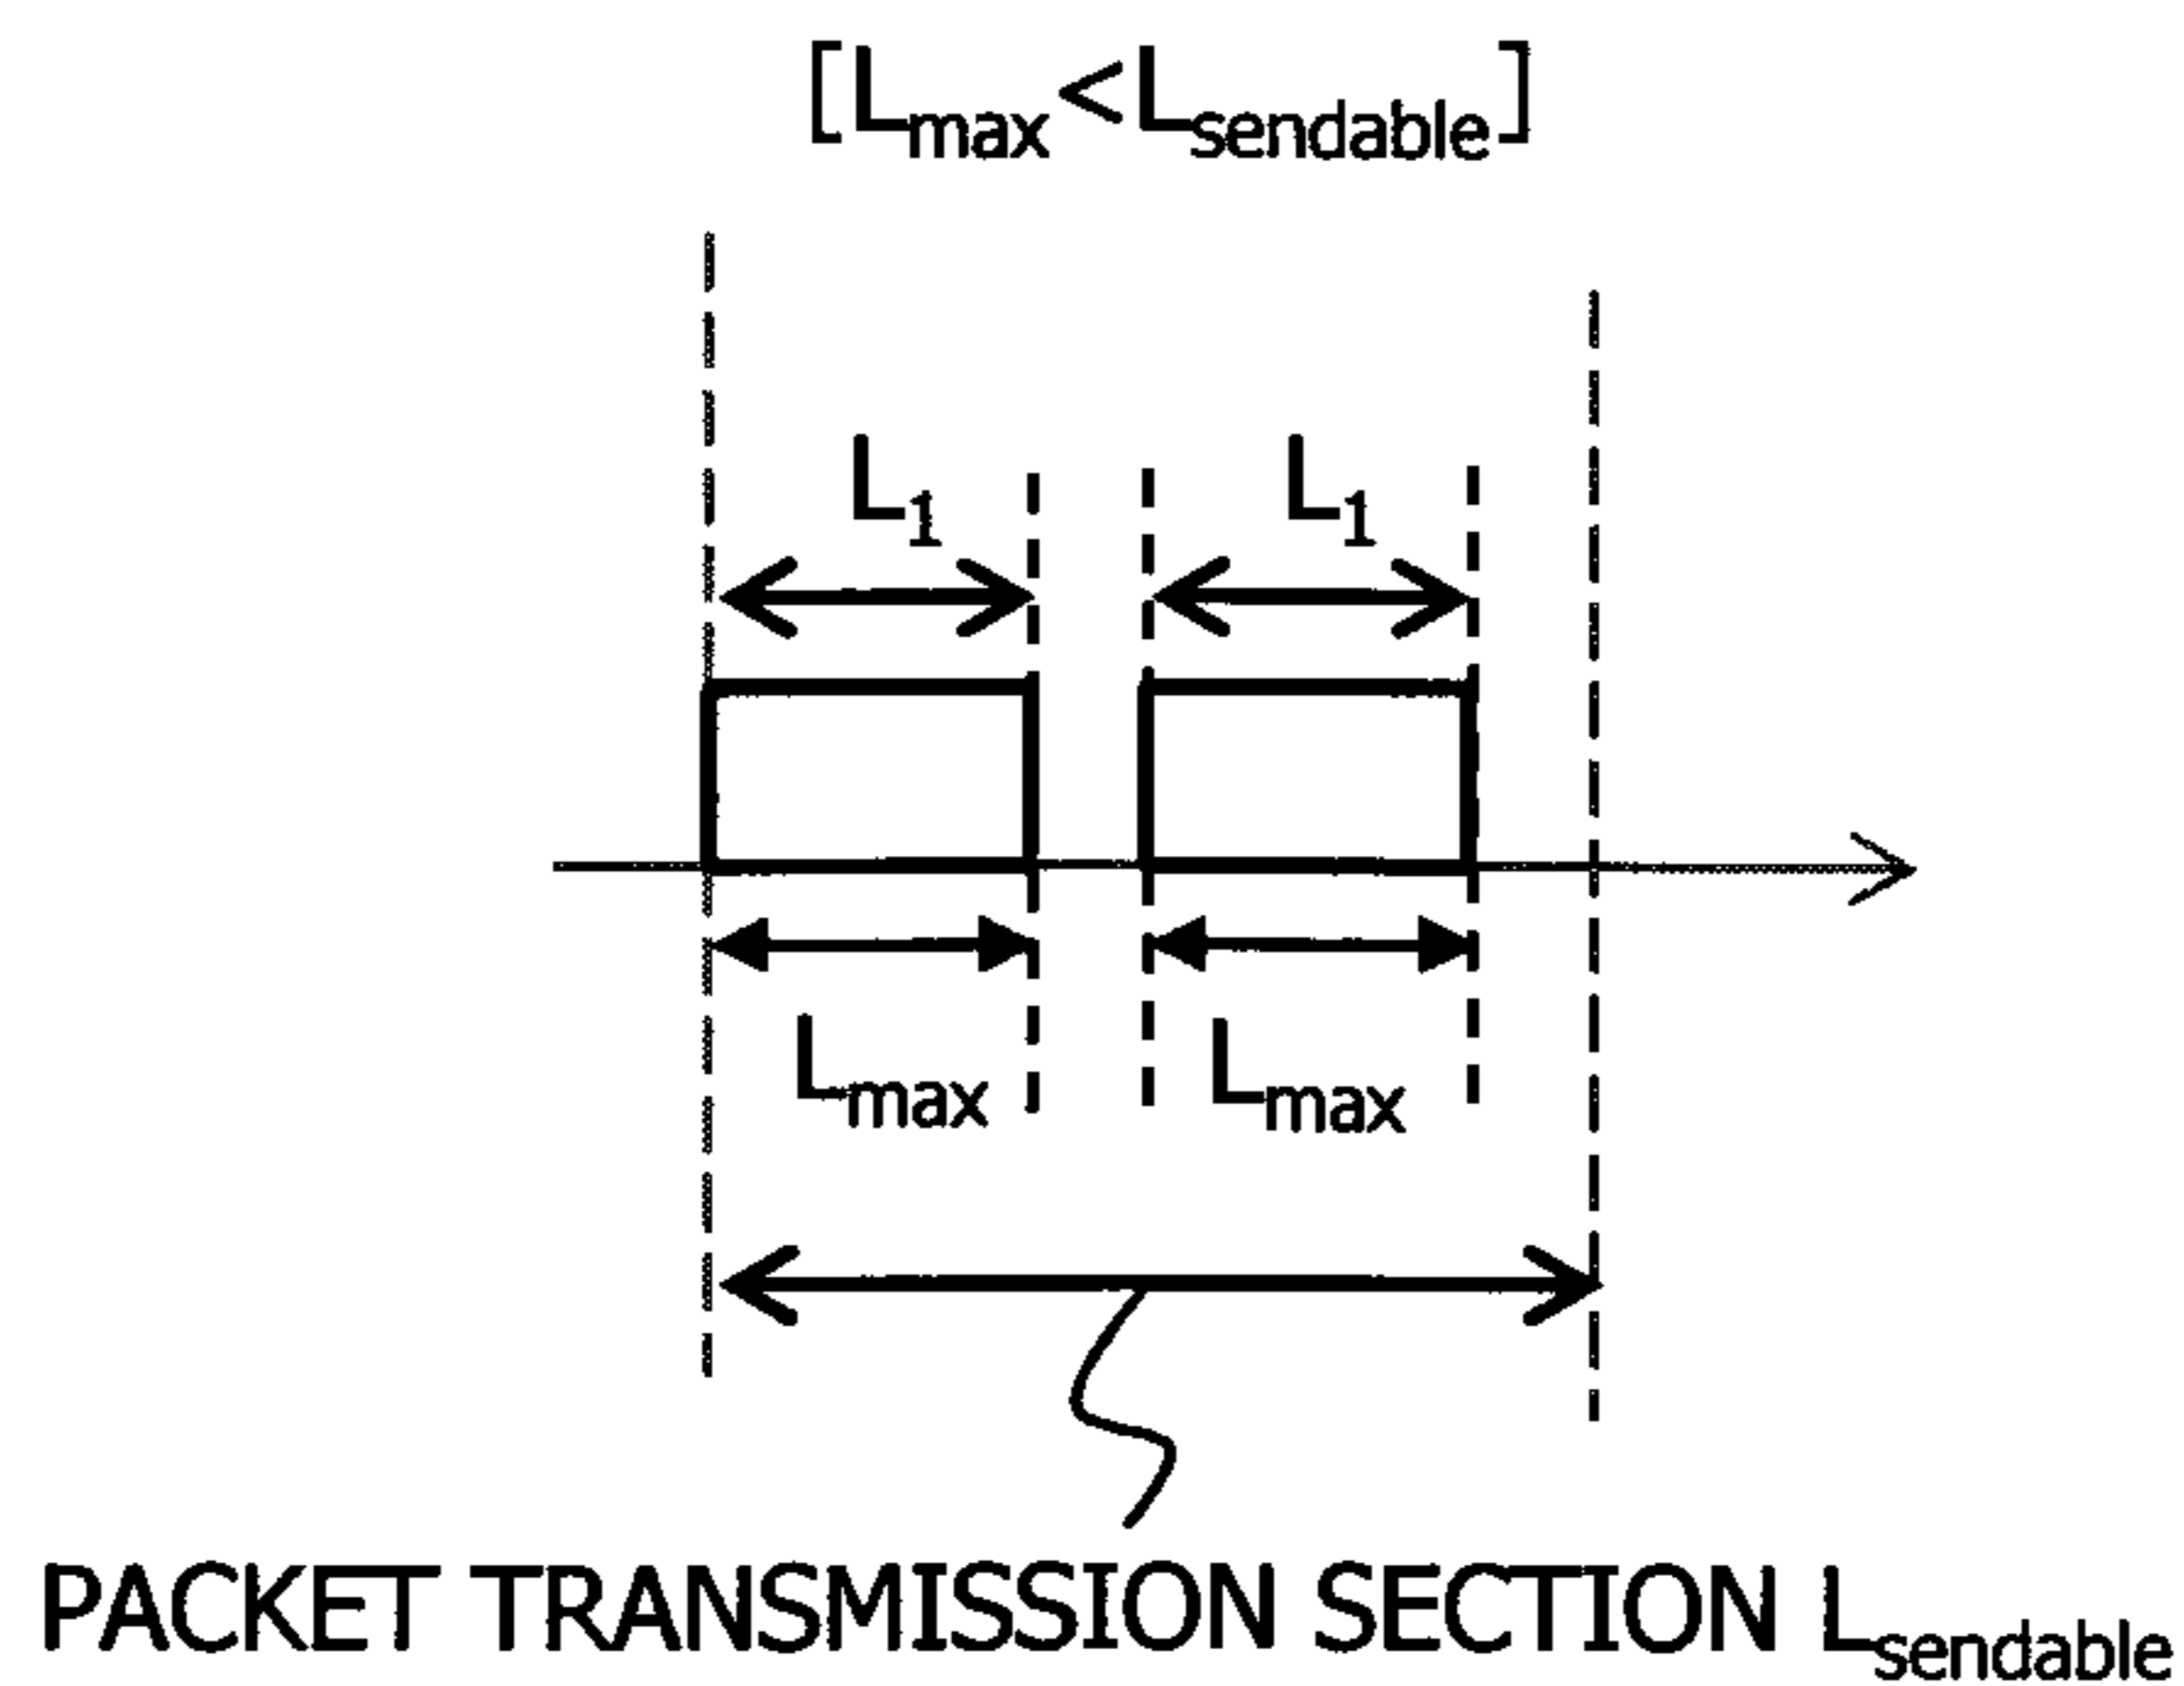 [Lmax<Lsendable]
L1 L1
Lmax Lmax
PACKET TRANSMISSION SECTION Lsendable